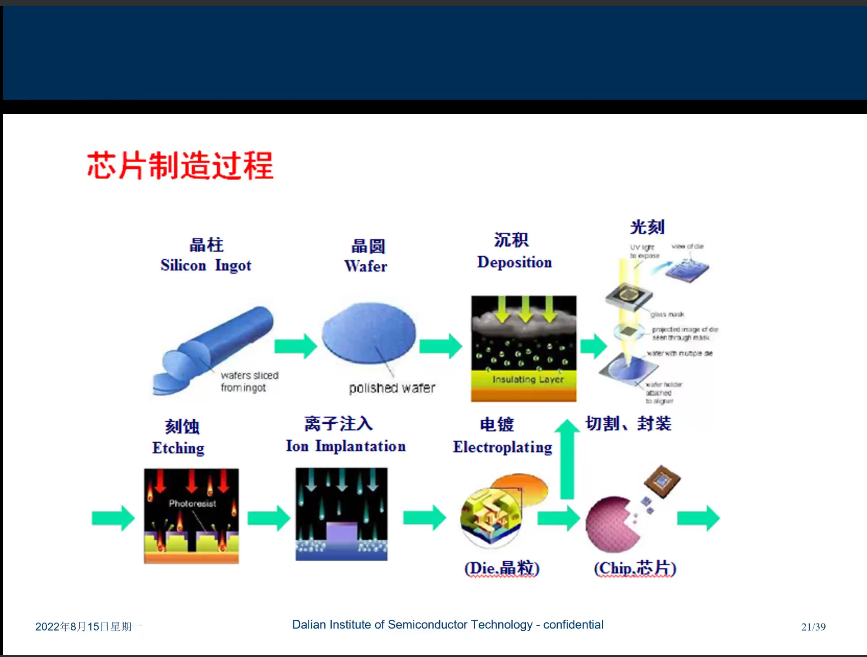 芯片制造过程
晶柱
Silicon Ingot
晶圆
Wafer
沉积
Deposition
光刻
UV light
to expose
view of die
glass mask
projected image of die
seen through mask
wafer with multiple die
wafer holder
attached
to aligner
wafers sliced
from ingot
polished wafer
Insulating Layer
刻蚀
Etching
离子注入
Ion Implantation
电镀
Electroplating
切割、封装
Photoresist
(Die,晶粒)
(Chip,芯片)
2022年8月15日星期一
Dalian Institute of Semiconductor Technology - confidential
21/39